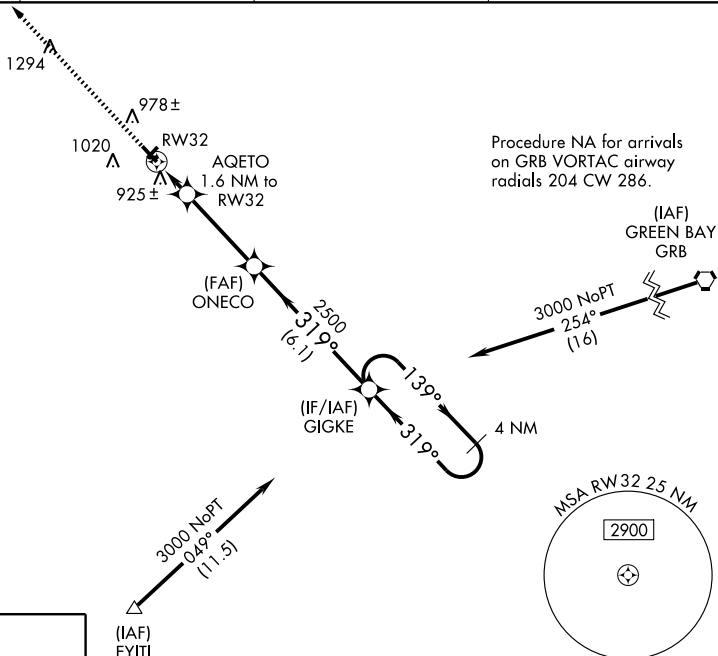 1294
978±
1020
RW32
925±
AQETO
1.6 NM to
RW32
Procedure NA for arrivals
on GRB VORTAC airway
radials 204 CW 286.
(IAF)
GREEN BAY
GRB
(FAF)
ONECO
3000 NoPT
254°
(16)
2500
319°
(6.1)
(IF/IAF)
GIGKE
139°
319°
4 NM
MSA RW32 25 NM
2900
3000 NoPT
049°
(11.5)
(IAF)